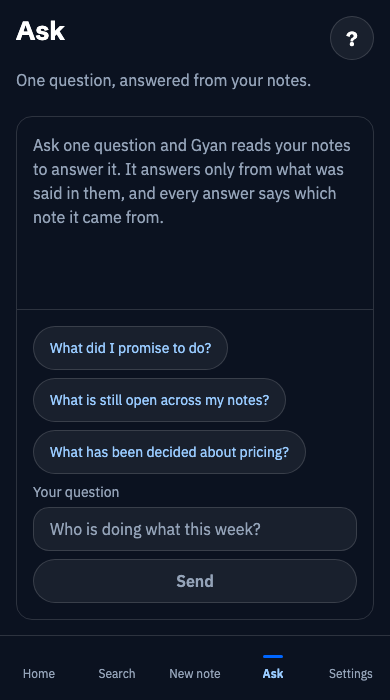 Ask
?
One question, answered from your notes.
Ask one question and Gyan reads your notes
to answer it. It answers only from what was
said in them, and every answer says which
note it came from.
What did I promise to do?
What is still open across my notes?
What has been decided about pricing?
Your question
Who is doing what this week?
Send
Home
Search
New note
Ask
Settings